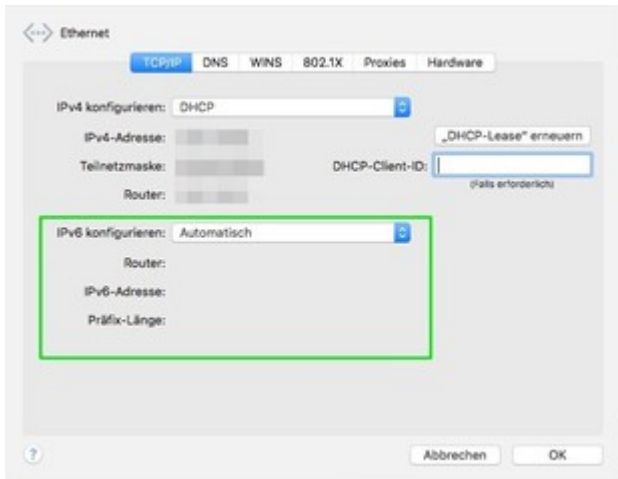 Ethernet
TCP/IP DNS WINS 802.1X Proxies Hardware
IPv4 konfigurieren: DHCP
IPv4-Adresse: „DHCP-Lease“ erneuern
Teilnetzmaske: DHCP-Client-ID:
(Falls erforderlich)
Router:
IPv6 konfigurieren: Automatisch
Router:
IPv6-Adresse:
Präfix-Länge:
? Abbrechen OK